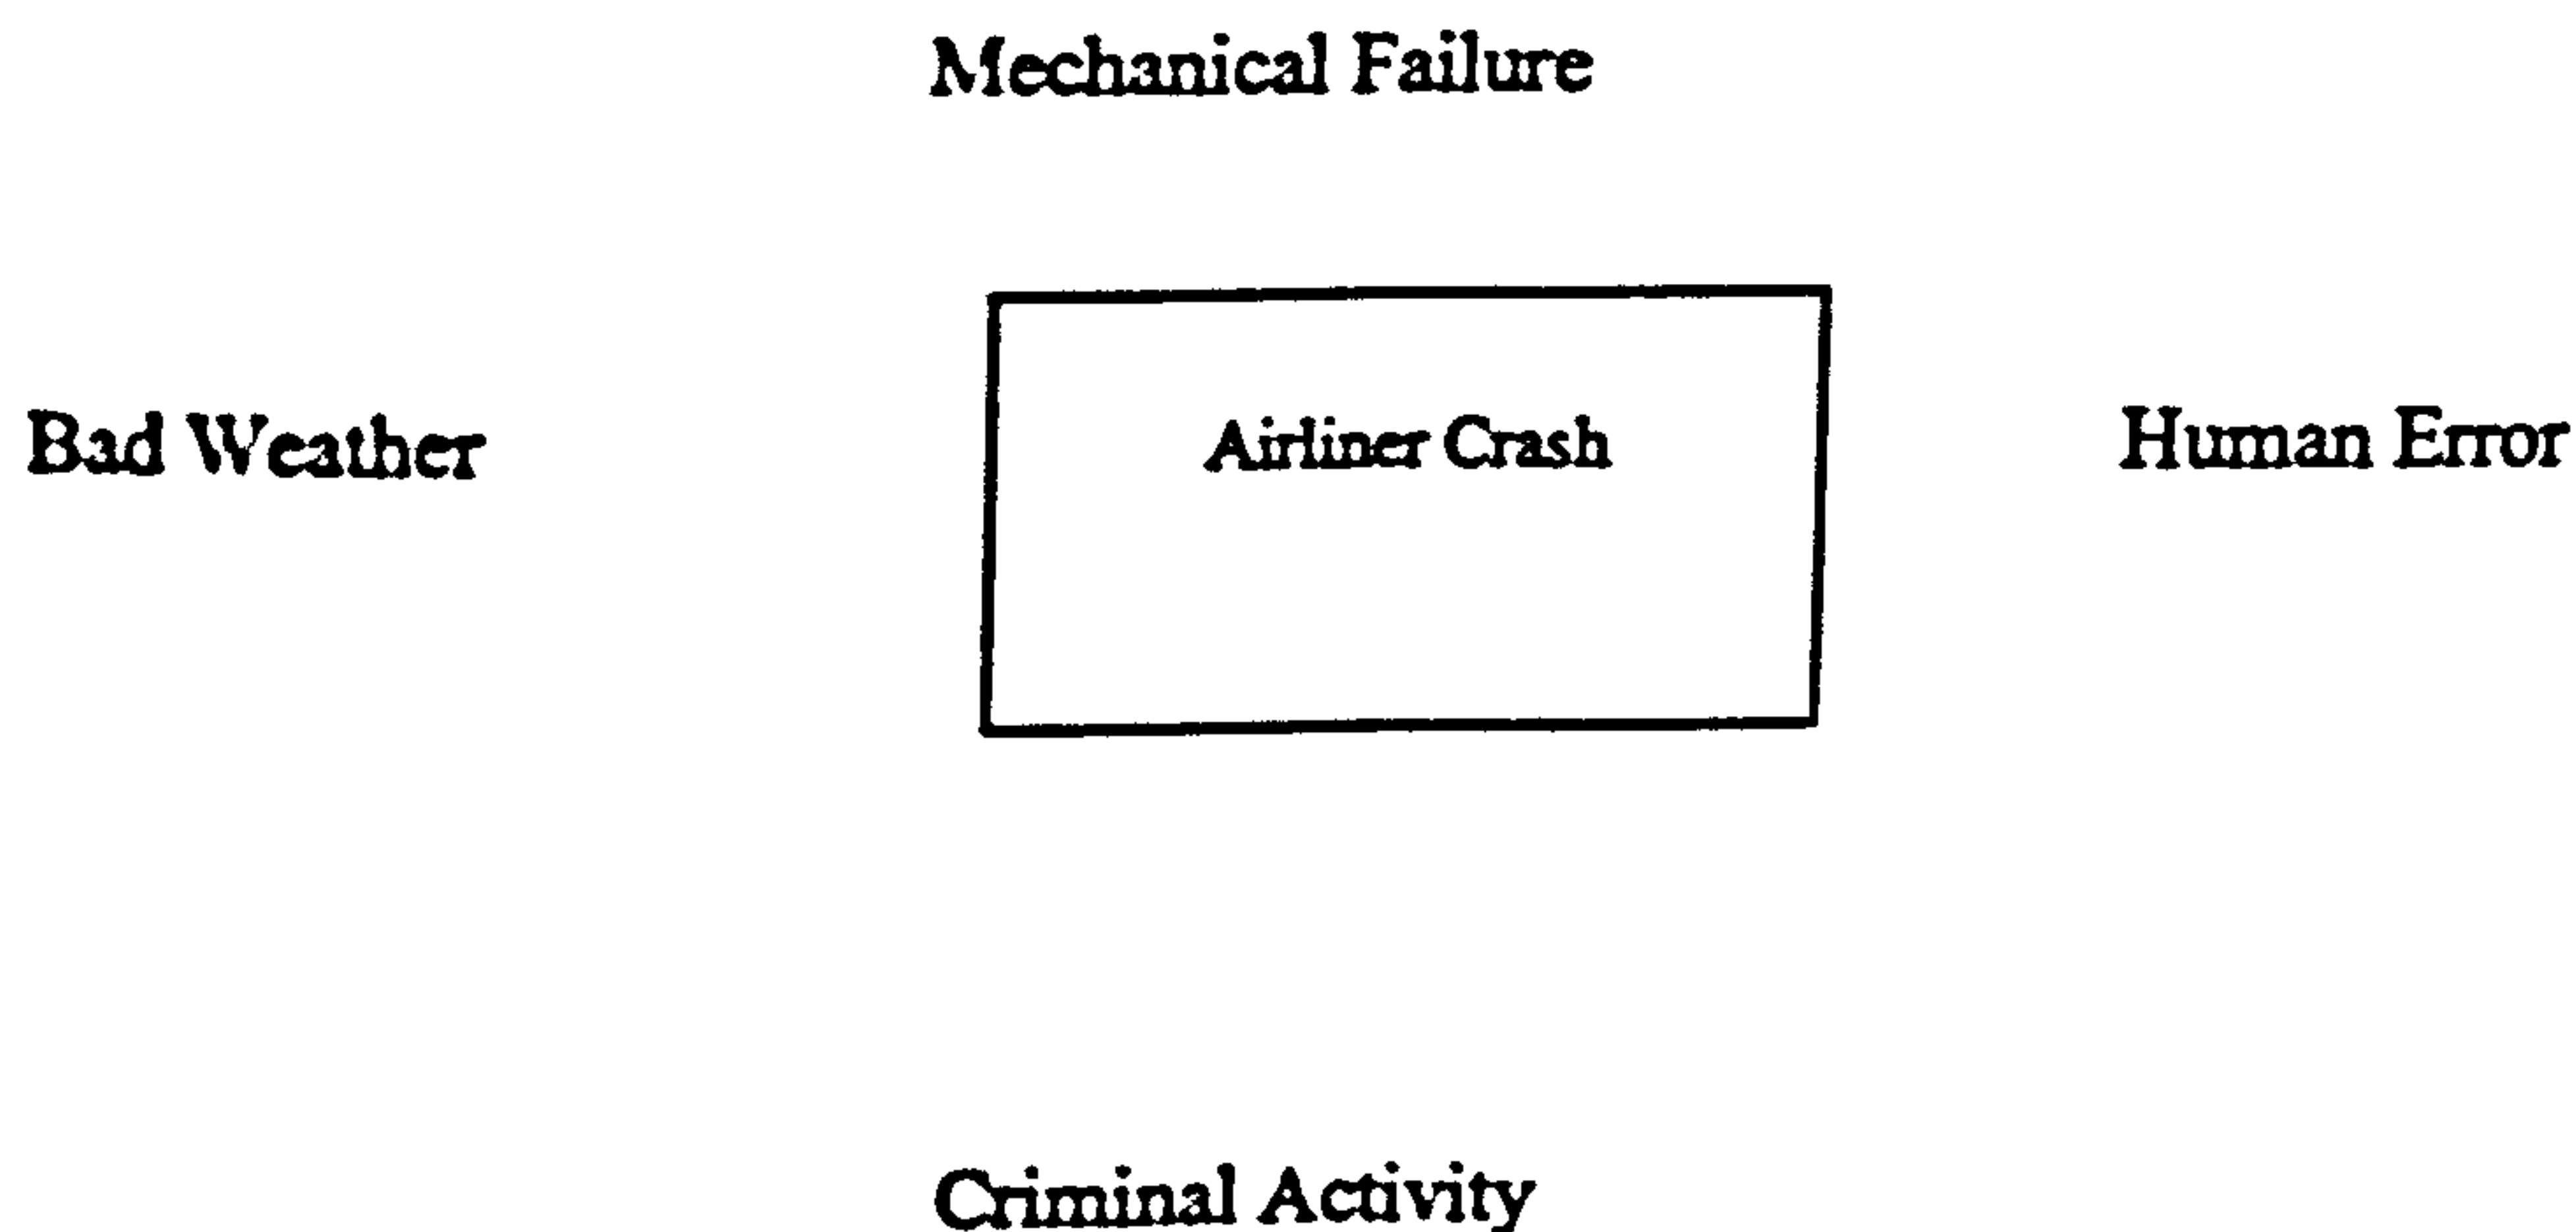 Mechanical Failure
Bad Weather
Airliner Crash
Human Error
Criminal Activity